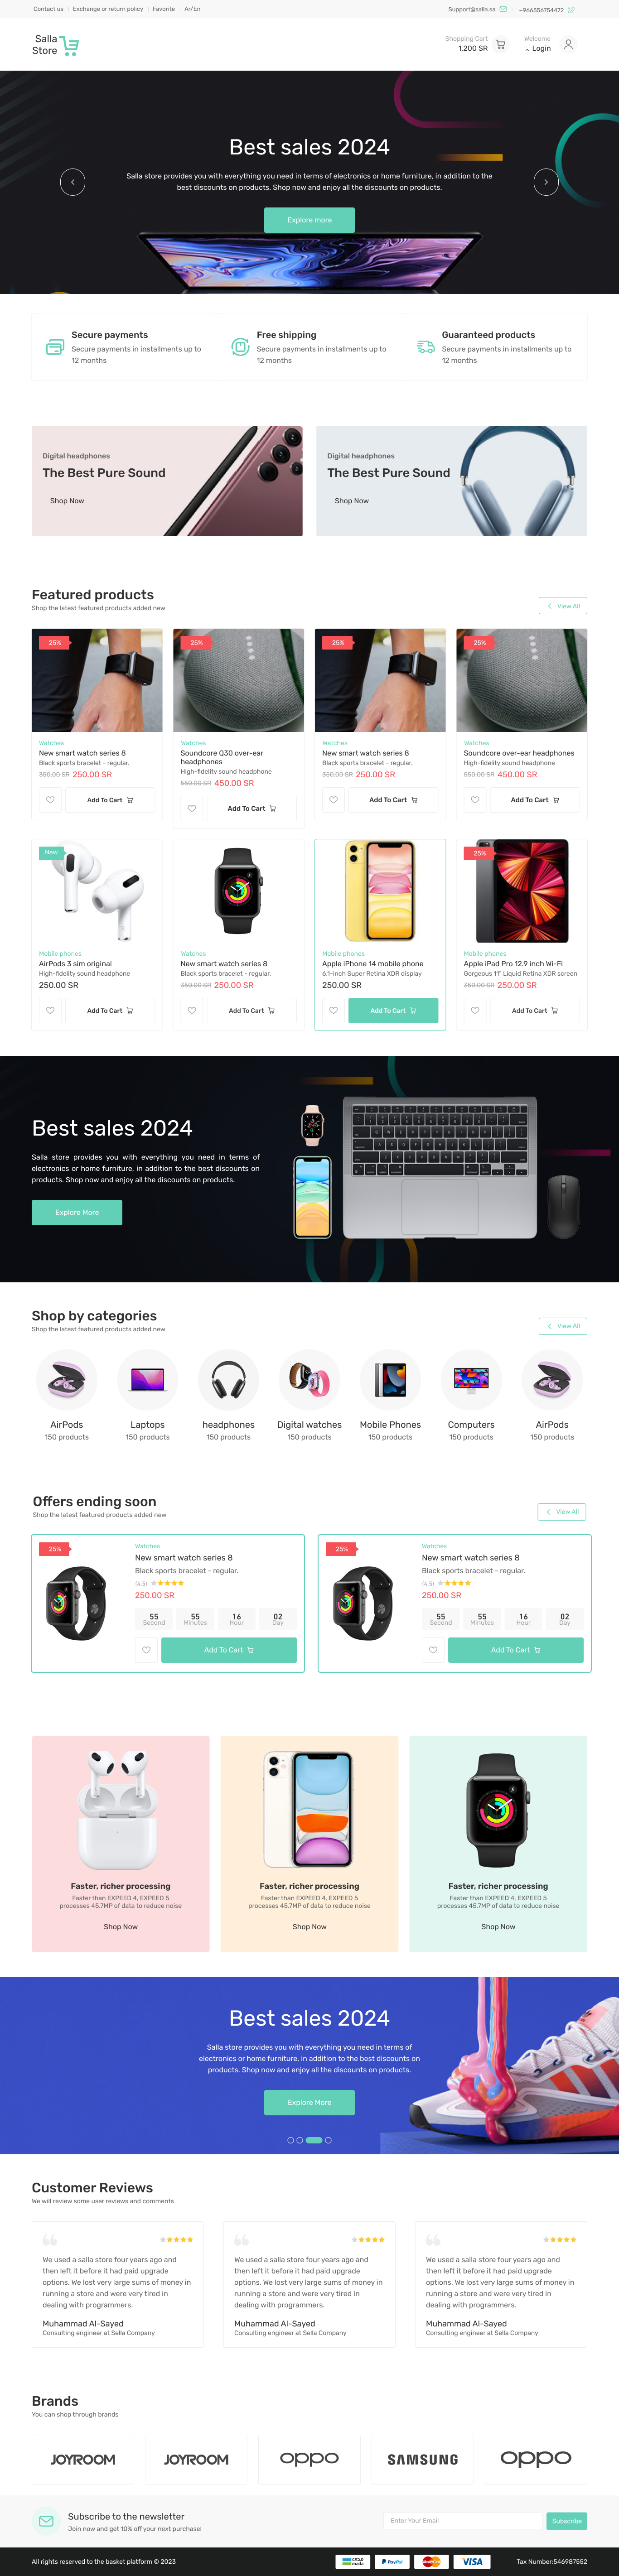 Contact us
Exchange or return policy
Favorite
Ar/En
Support@salla.sa
+966556754472
Salla
Store
Shopping Cart
1,200 SR
Welcome
Login
Best sales 2024
Salla store provides you with everything you need in terms of electronics or home furniture, in addition to the
best discounts on products. Shop now and enjoy all the discounts on products.
Explore more
Secure payments
Secure payments in installments up to
12 months
Free shipping
Secure payments in installments up to
12 months
Guaranteed products
Secure payments in installments up to
12 months
Digital headphones
The Best Pure Sound
Shop Now
Digital headphones
The Best Pure Sound
Shop Now
Featured products
Shop the latest featured products added new
View All
25%
Watches
New smart watch series 8
Black sports bracelet - regular.
350.00 SR 250.00 SR
Add To Cart
25%
Watches
Soundcore Q30 over-ear
headphones
High-fidelity sound headphone
550.00 SR 450.00 SR
Add To Cart
25%
Watches
New smart watch series 8
Black sports bracelet - regular.
350.00 SR 250.00 SR
Add To Cart
25%
Watches
Soundcore over-ear headphones
High-fidelity sound headphone
550.00 SR 450.00 SR
Add To Cart
New
Mobile phones
AirPods 3 sim original
High-fidelity sound headphone
250.00 SR
Add To Cart
Watches
New smart watch series 8
Black sports bracelet - regular.
350.00 SR 250.00 SR
Add To Cart
Mobile phones
Apple iPhone 14 mobile phone
6.1-inch Super Retina XDR display
250.00 SR
Add To Cart
25%
Mobile phones
Apple iPad Pro 12.9 inch Wi-Fi
Gorgeous 11" Liquid Retina XDR screen
350.00 SR 250.00 SR
Add To Cart
Best sales 2024
Salla store provides you with everything you need in terms of
electronics or home furniture, in addition to the best discounts on
products. Shop now and enjoy all the discounts on products.
Explore More
Shop by categories
Shop the latest featured products added new
View All
AirPods
150 products
Laptops
150 products
headphones
150 products
Digital watches
150 products
Mobile Phones
150 products
Computers
150 products
AirPods
150 products
Offers ending soon
Shop the latest featured products added new
View All
25%
Watches
New smart watch series 8
Black sports bracelet - regular.
(4.5)
250.00 SR
55
Second
55
Minutes
16
Hour
02
Day
Add To Cart
25%
Watches
New smart watch series 8
Black sports bracelet - regular.
(4.5)
250.00 SR
55
Second
55
Minutes
16
Hour
02
Day
Add To Cart
Faster, richer processing
Faster than EXPEED 4, EXPEED 5
processes 45.7MP of data to reduce noise
Shop Now
Faster, richer processing
Faster than EXPEED 4, EXPEED 5
processes 45.7MP of data to reduce noise
Shop Now
Faster, richer processing
Faster than EXPEED 4, EXPEED 5
processes 45.7MP of data to reduce noise
Shop Now
Best sales 2024
Salla store provides you with everything you need in terms of
electronics or home furniture, in addition to the best discounts on
products. Shop now and enjoy all the discounts on products.
Explore More
Customer Reviews
We will review some user reviews and comments
We used a salla store four years ago and
then left it before it had paid upgrade
options. We lost very large sums of money in
running a store and were very tired in
dealing with programmers.
Muhammad Al-Sayed
Consulting engineer at Sella Company
We used a salla store four years ago and
then left it before it had paid upgrade
options. We lost very large sums of money in
running a store and were very tired in
dealing with programmers.
Muhammad Al-Sayed
Consulting engineer at Sella Company
We used a salla store four years ago and
then left it before it had paid upgrade
options. We lost very large sums of money in
running a store and were very tired in
dealing with programmers.
Muhammad Al-Sayed
Consulting engineer at Sella Company
Brands
You can shop through brands
JOYROOM
JOYROOM
oppo
SAMSUNG
oppo
Subscribe to the newsletter
Join now and get 10% off your next purchase!
Enter Your Email
Subscribe
All rights reserved to the basket platform © 2023
mada
PayPal
VISA
Tax Number:546987552